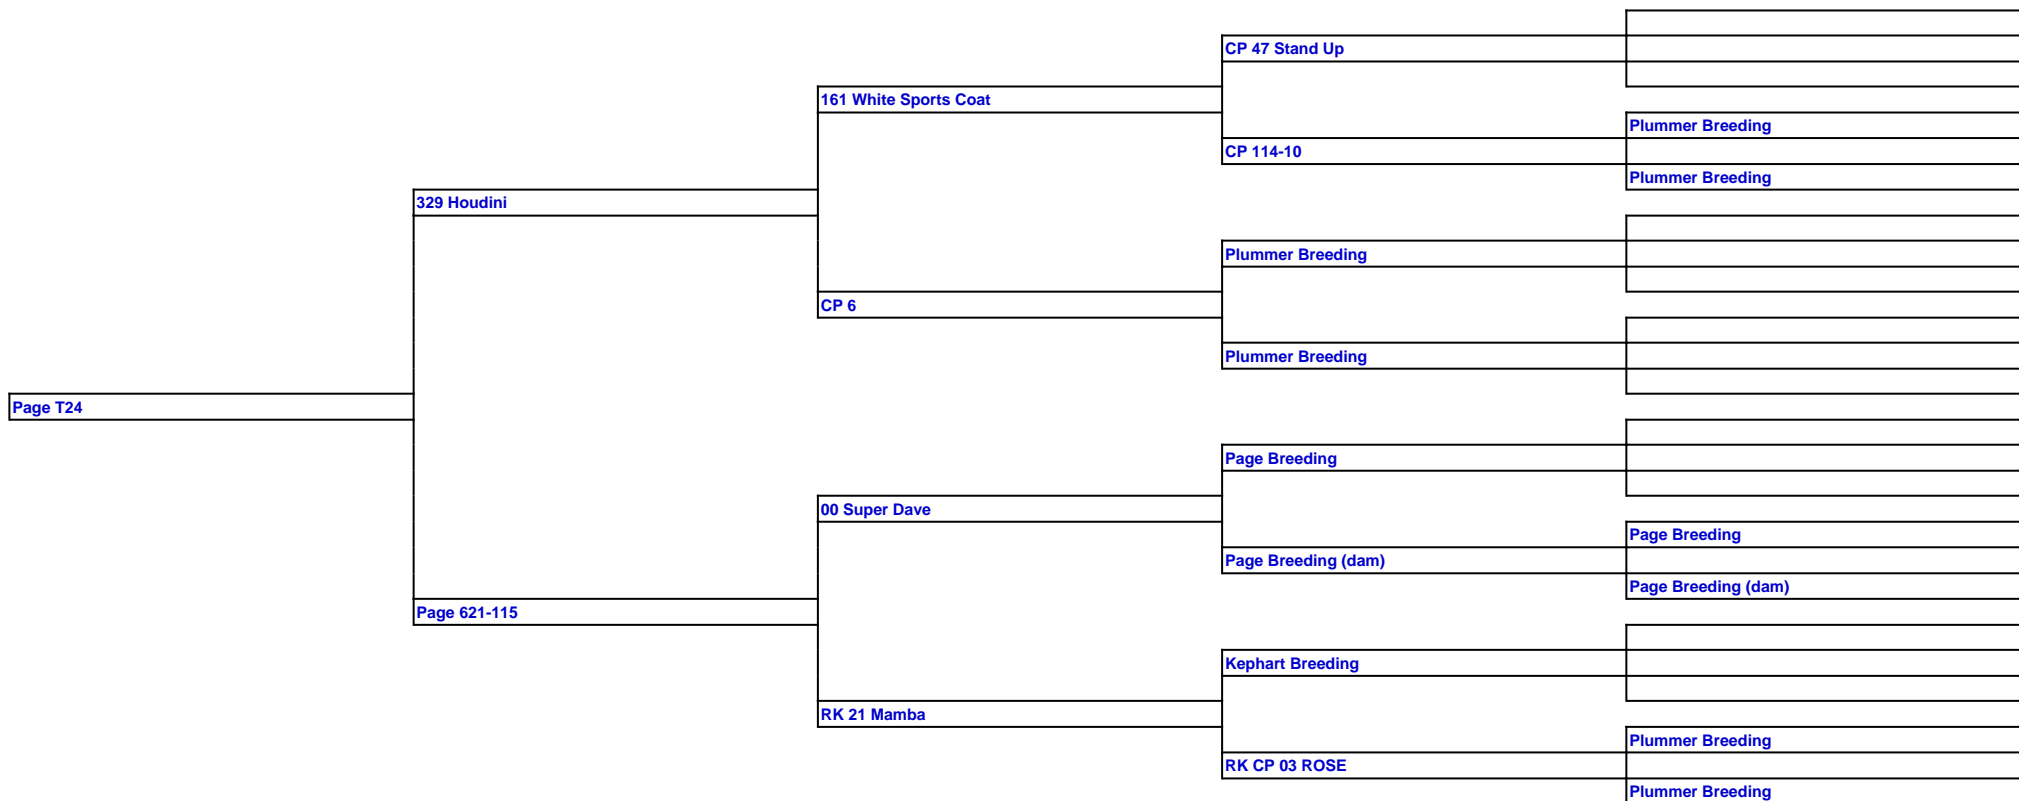 CP 47 Stand Up
161 White Sports Coat
Plummer Breeding
CP 114-10
Plummer Breeding
329 Houdini
Plummer Breeding
CP 6
Plummer Breeding
Page T24
Page Breeding
00 Super Dave
Page Breeding
Page Breeding (dam)
Page Breeding (dam)
Page 621-115
Kephart Breeding
RK 21 Mamba
Plummer Breeding
RK CP 03 ROSE
Plummer Breeding